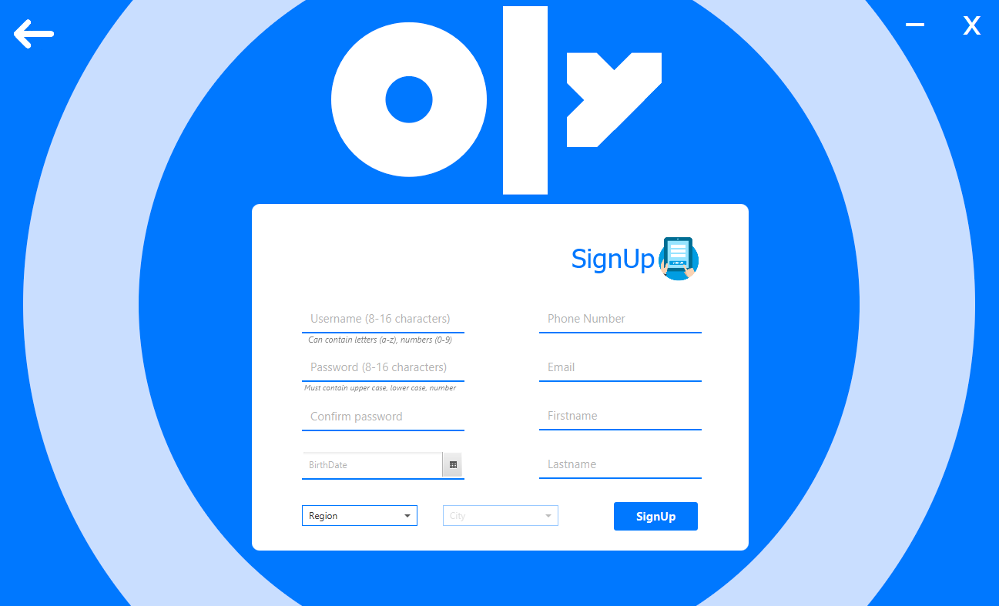 oly
X
SignUp
Username (8-16 characters)
Can contain letters (a-z), numbers (0-9)
Password (8-16 characters)
Must contain upper case, lower case, number
Confirm password
BirthDate
Region
City
Phone Number
Email
Firstname
Lastname
SignUp